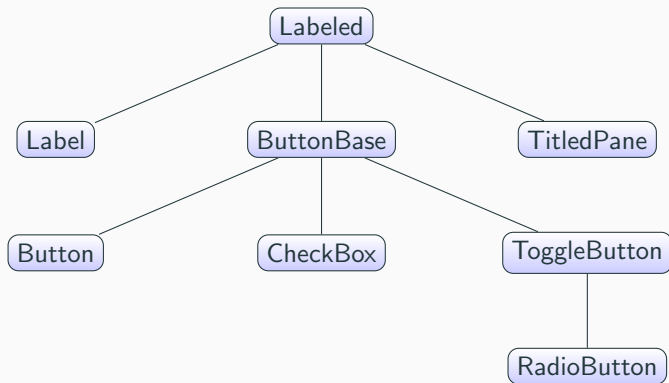 Labeled
Label
ButtonBase
TitledPane
Button
CheckBox
ToggleButton
RadioButton